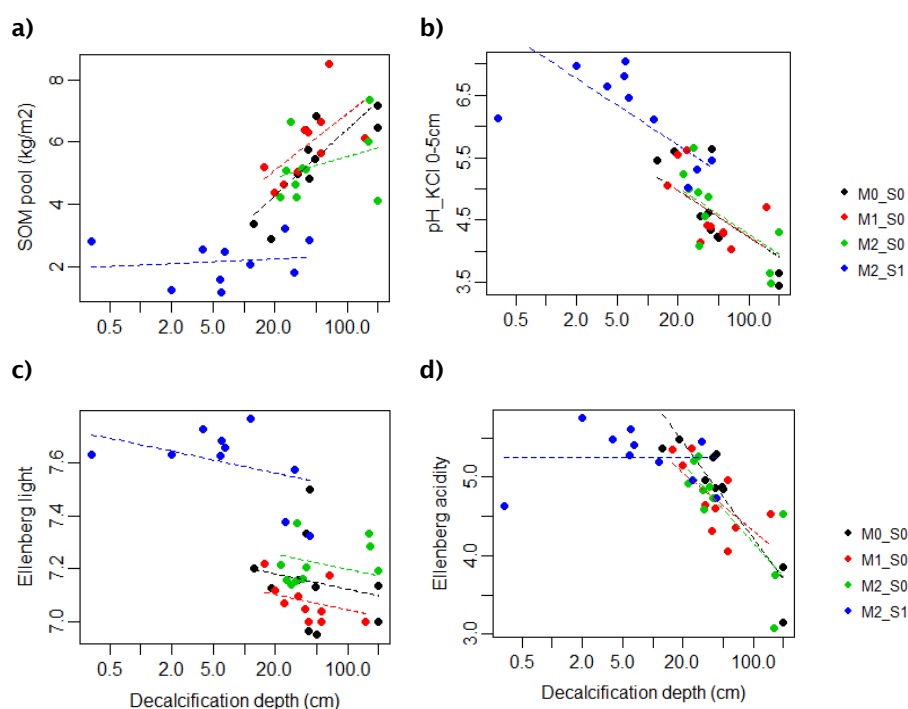 a)
SOM pool (kg/m2)
8
6
4
2
0.5 2.0 5.0 20.0 100.0
b)
pH_KCl 0-5cm
6.5
5.5
4.5
3.5
0.5 2.0 5.0 20.0 100.0
M0_S0
M1_S0
M2_S0
M2_S1
c)
Ellenberg light
7.6
7.4
7.2
7.0
0.5 2.0 5.0 20.0 100.0
Decalcification depth (cm)
d)
Ellenberg acidity
5.0
4.0
3.0
0.5 2.0 5.0 20.0 100.0
Decalcification depth (cm)
M0_S0
M1_S0
M2_S0
M2_S1